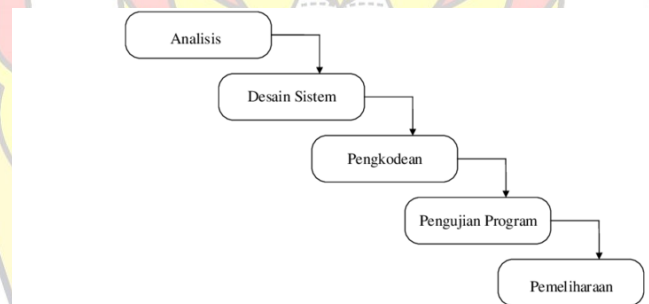 Analisis
Desain Sistem
Pengkodean
Pengujian Program
Pemeliharaan